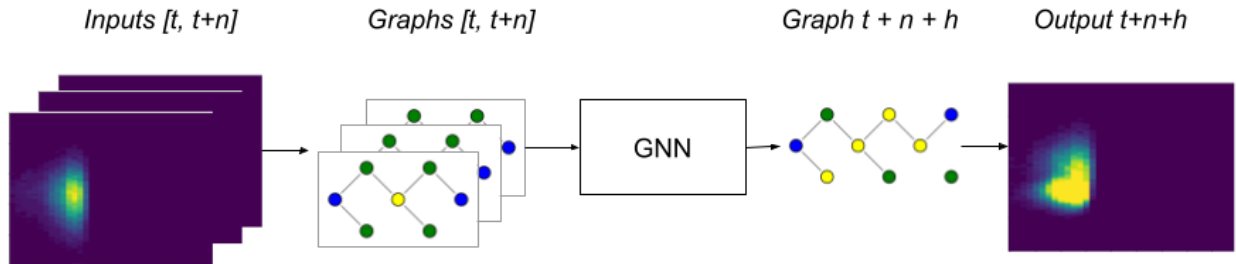 Inputs [t, t+n]
Graphs [t, t+n]
Graph t + n + h
Output t+n+h
GNN